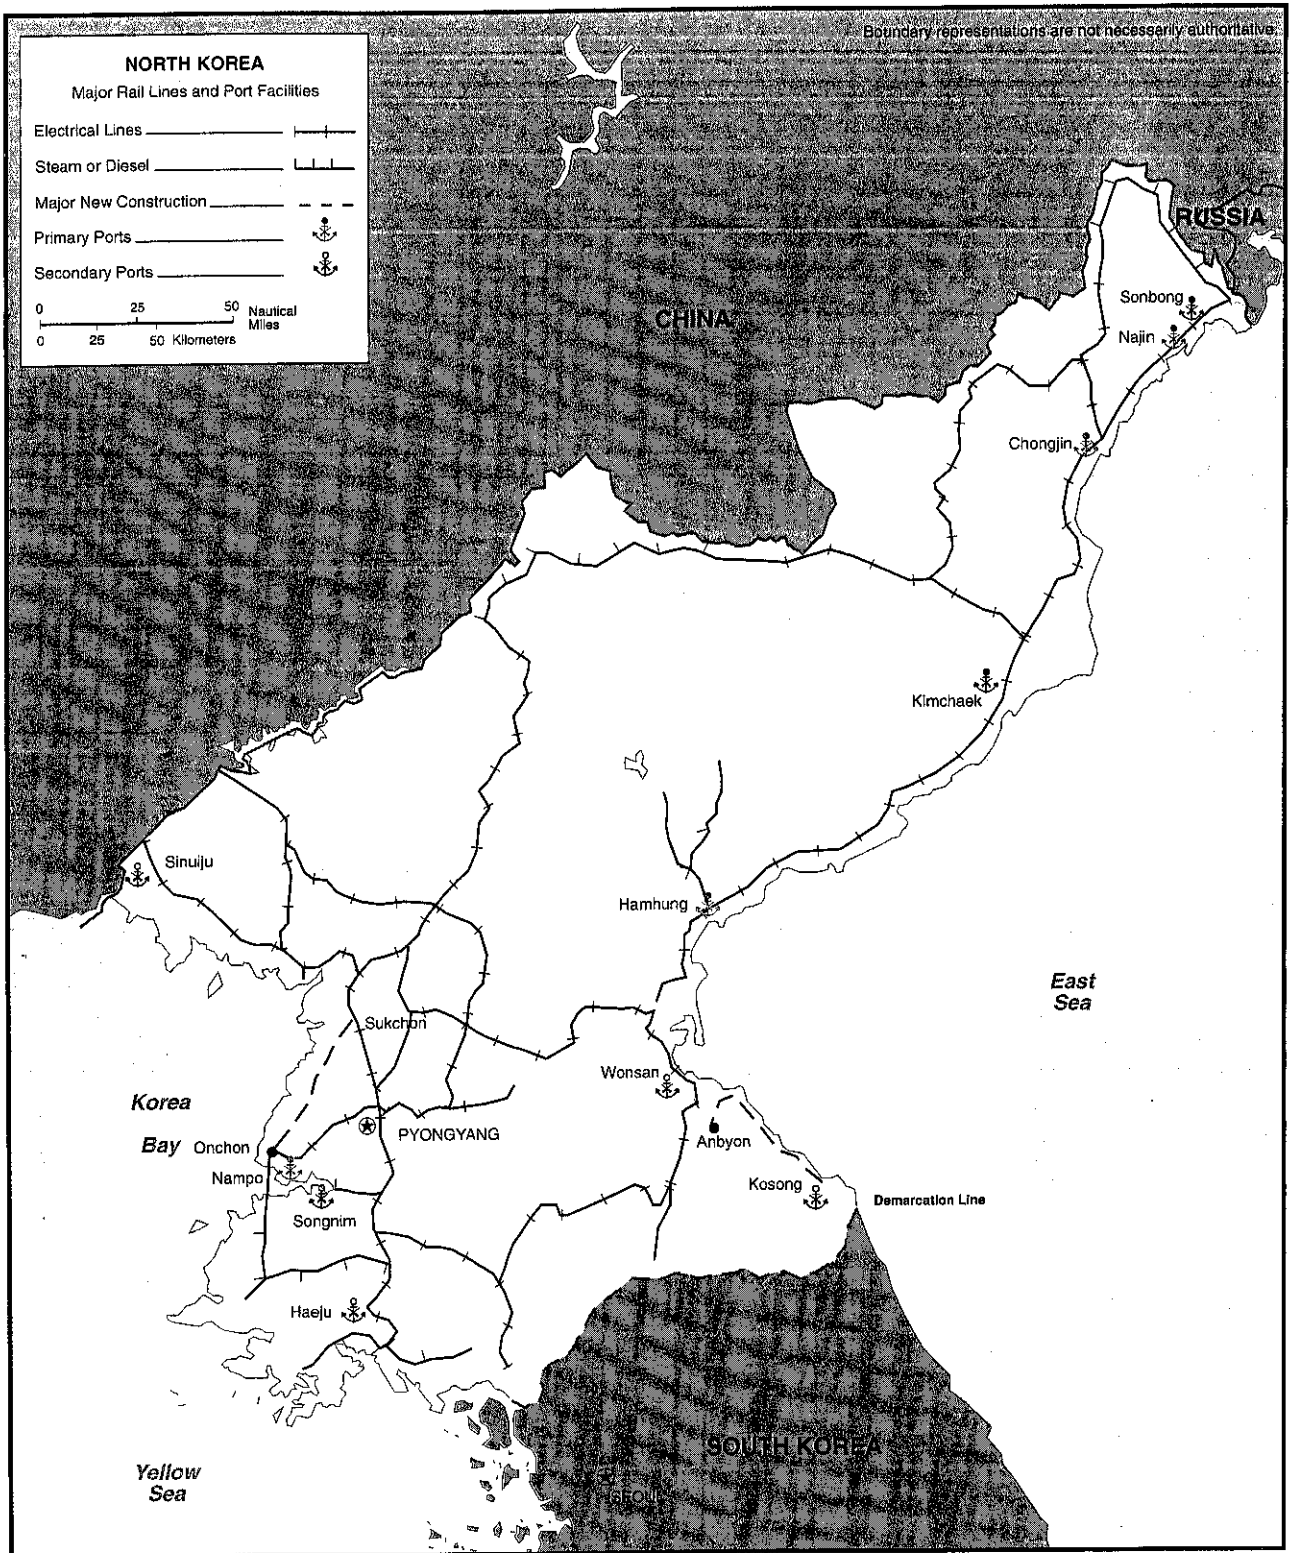 Boundary representations are not necessarily authoritative.
NORTH KOREA
Major Rail Lines and Port Facilities
Electrical Lines
Steam or Diesel
Major New Construction
Primary Ports
Secondary Ports
0 25 50 Nautical Miles
0 25 50 Kilometers
RUSSIA
CHINA
Sonbong
Najin
Chongjin
Kimchaek
Sinuiju
Hamhung
East
Sea
Sukchon
Wonsan
Korea
Bay
Onchon
PYONGYANG
Anbyon
Nampo
Kosong
Demarcation Line
Songnim
Haeju
SOUTH KOREA
Yellow
Sea
SEOUL